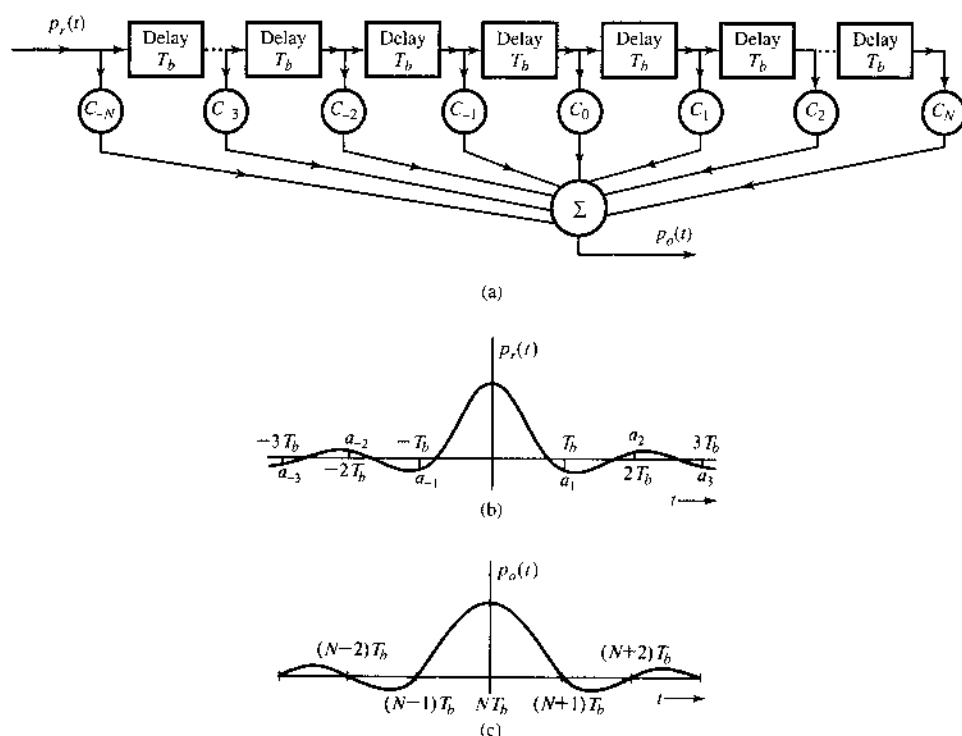 p_r(t)
Delay T_b
Delay T_b
Delay T_b
Delay T_b
Delay T_b
Delay T_b
Delay T_b
C_{-N} C_{-3} C_{-2} C_{-1} C_0 C_1 C_2 C_N
Σ
p_o(t)
(a)
p_r(t)
-3T_b a_{-2} -T_b T_b a_2 3T_b
a_{-3} -2T_b a_{-1} a_1 2T_b a_3
t
(b)
p_o(t)
(N-2)T_b (N+2)T_b
(N-1)T_b NT_b (N+1)T_b t
(c)